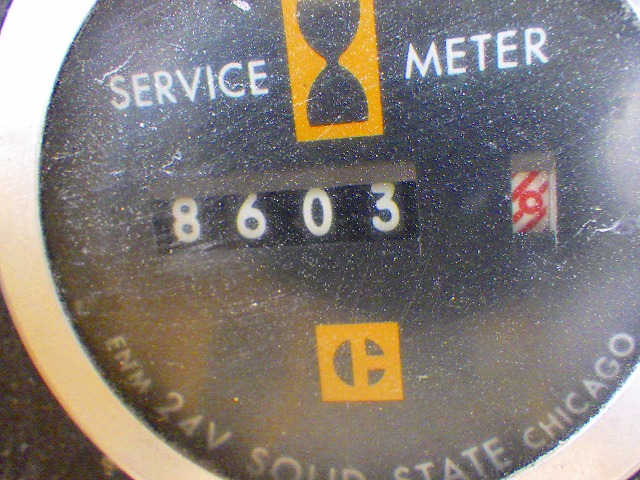 SERVICE METER
8603
ENM 24V SOLID STATE CHICAGO